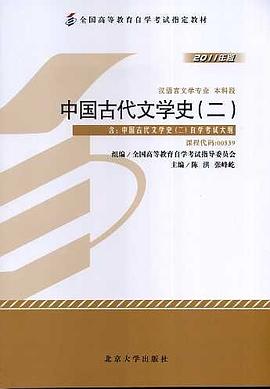 全国高等教育自学考试指定教材
2011年版
汉语言文学专业 本科段
中国古代文学史(二)
含：中国古代文学史(二)自学考试大纲
课程代码:00539
组编/全国高等教育自学考试指导委员会
主编/陈 洪 张峰屹
北京大学出版社